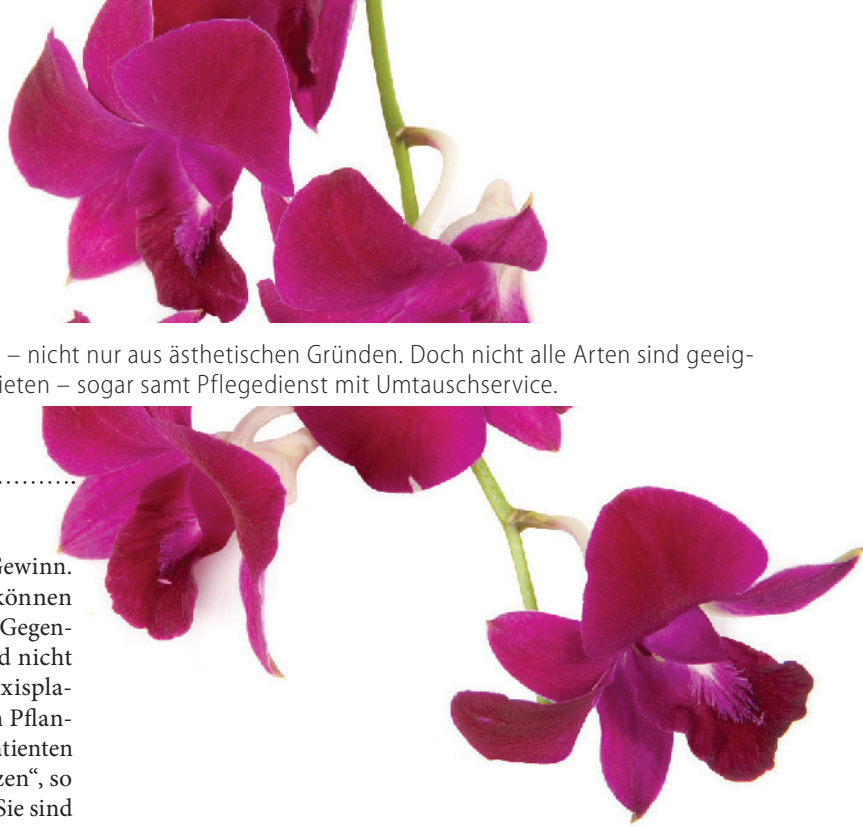 – nicht nur aus ästhetischen Gründen. Doch nicht alle Arten sind geeig-
ieten – sogar samt Pflegedienst mit Umtauschservice.
Gewinn.
können
Gegen-
d nicht
xispla-
n Pflan-
atienten
zen“, so
Sie sind